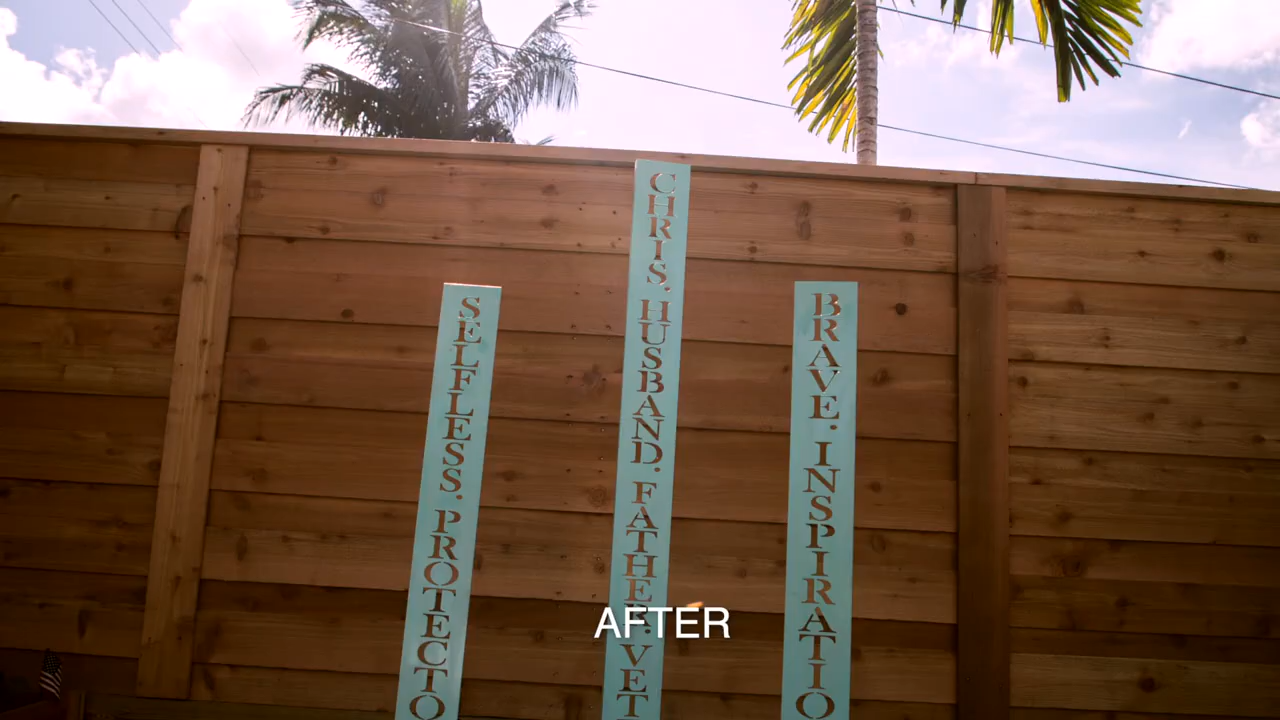 SELFLESS. PROTECTO
CHRIS. HUSBAND. FATHER. VET
BRAVE. INSPIRATIO
AFTER